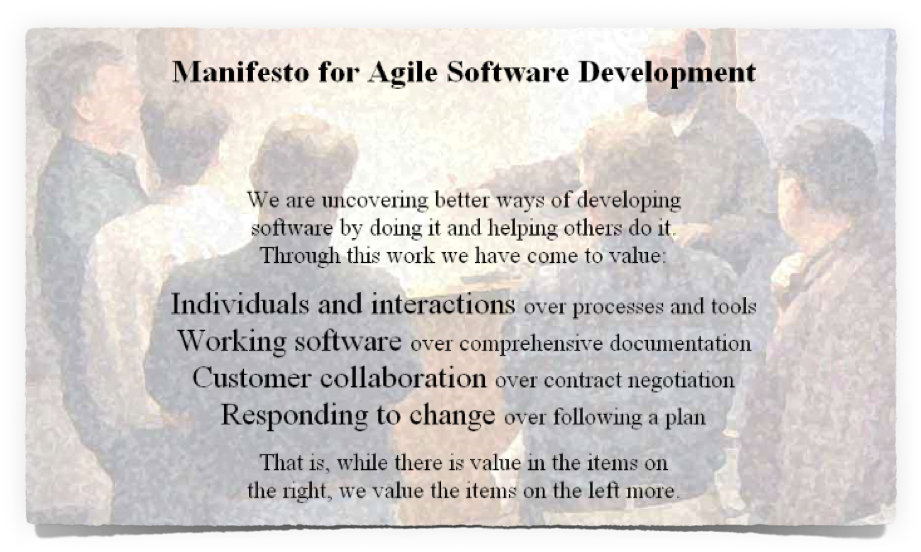 Manifesto for Agile Software Development
We are uncovering better ways of developing
software by doing it and helping others do it.
Through this work we have come to value:
Individuals and interactions over processes and tools
Working software over comprehensive documentation
Customer collaboration over contract negotiation
Responding to change over following a plan
That is, while there is value in the items on
the right, we value the items on the left more.